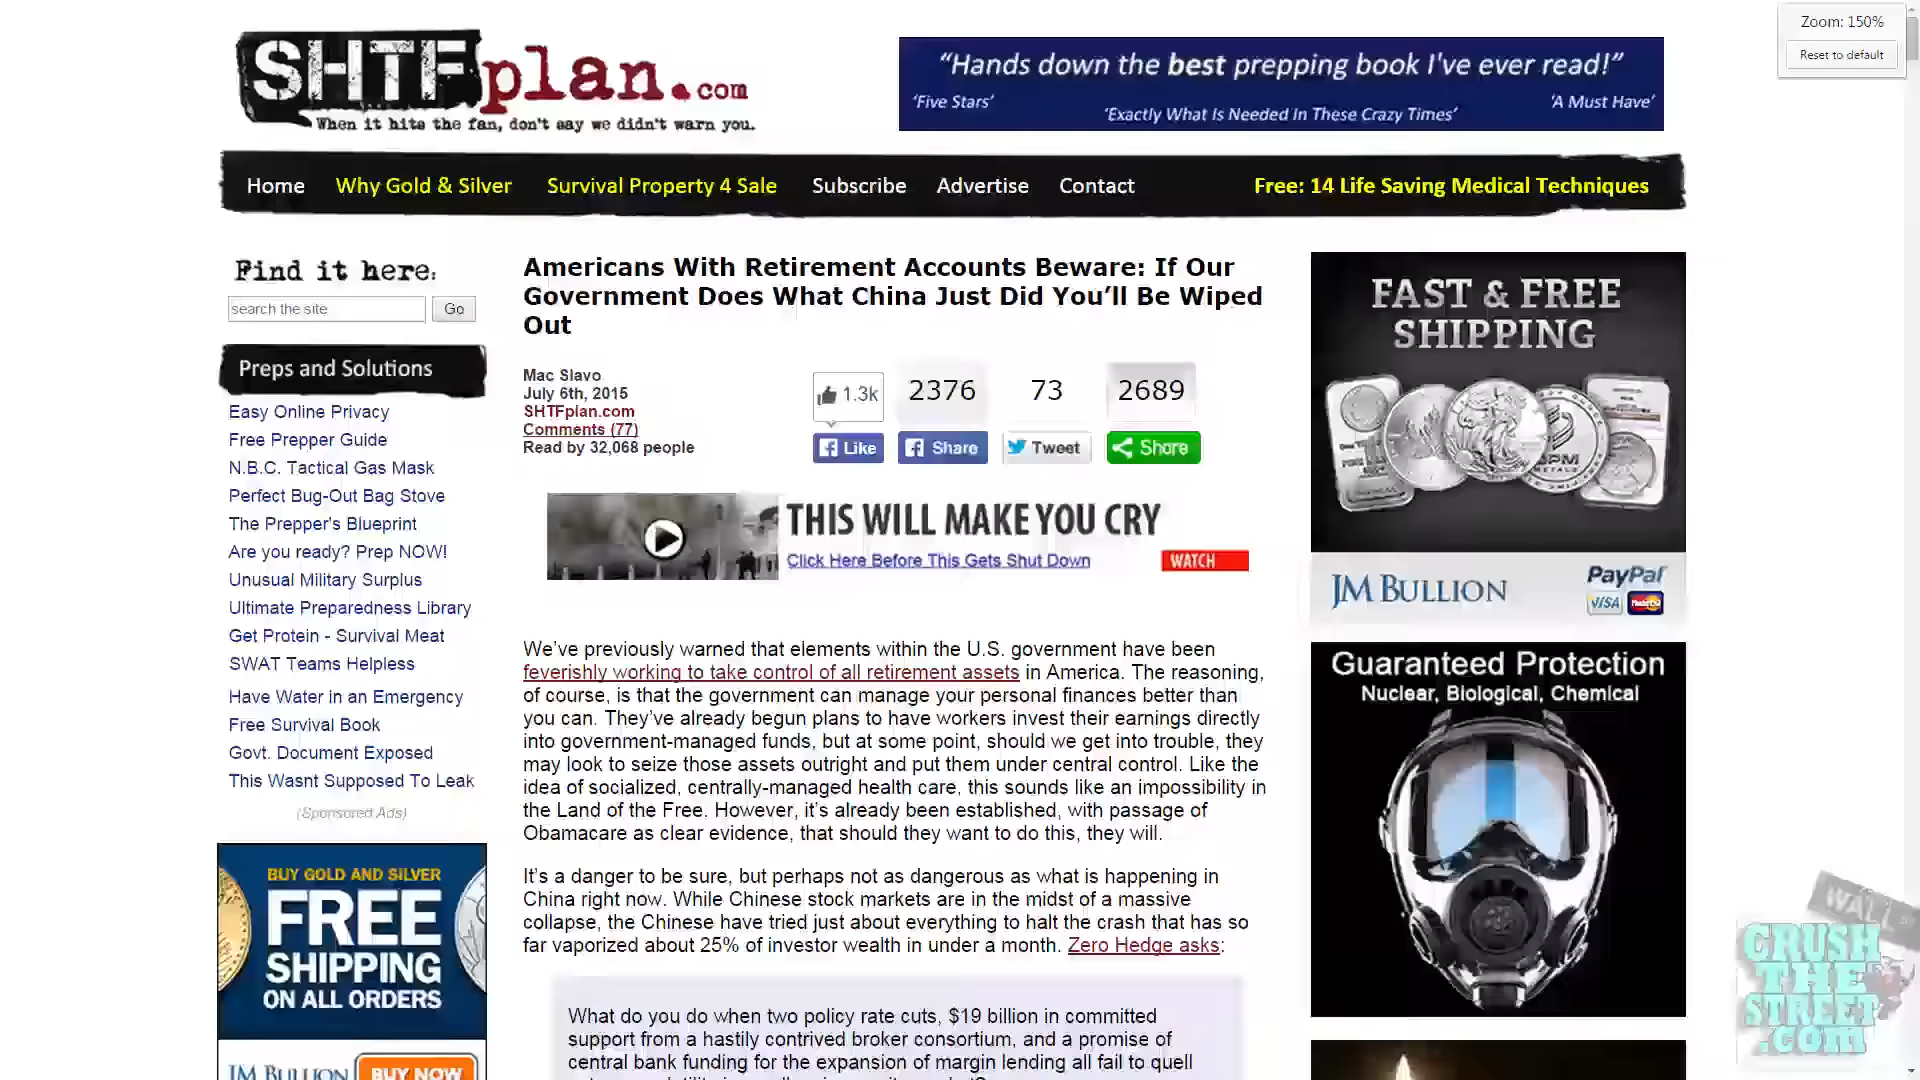 SHTFplan.com
When it hits the fan, don't say we didn't warn you.
“Hands down the best prepping book I've ever read!”
‘Five Stars’
‘Exactly What Is Needed In These Crazy Times’
‘A Must Have’
Zoom: 150%
Reset to default
Home
Why Gold & Silver
Survival Property 4 Sale
Subscribe
Advertise
Contact
Free: 14 Life Saving Medical Techniques
Find it here:
search the site
Go
Preps and Solutions
Easy Online Privacy
Free Prepper Guide
N.B.C. Tactical Gas Mask
Perfect Bug-Out Bag Stove
The Prepper's Blueprint
Are you ready? Prep NOW!
Unusual Military Surplus
Ultimate Preparedness Library
Get Protein - Survival Meat
SWAT Teams Helpless
Have Water in an Emergency
Free Survival Book
Govt. Document Exposed
This Wasnt Supposed To Leak
(Sponsored Ads)
BUY GOLD AND SILVER
FREE
SHIPPING
ON ALL ORDERS
JM BULLION
BUY NOW
Americans With Retirement Accounts Beware: If Our
Government Does What China Just Did You’ll Be Wiped
Out
Mac Slavo
July 6th, 2015
SHTFplan.com
Comments (77)
Read by 32,068 people
1.3k
Like
2376
Share
73
Tweet
2689
Share
THIS WILL MAKE YOU CRY
Click Here Before This Gets Shut Down
WATCH
We’ve previously warned that elements within the U.S. government have been
feverishly working to take control of all retirement assets in America. The reasoning,
of course, is that the government can manage your personal finances better than
you can. They’ve already begun plans to have workers invest their earnings directly
into government-managed funds, but at some point, should we get into trouble, they
may look to seize those assets outright and put them under central control. Like the
idea of socialized, centrally-managed health care, this sounds like an impossibility in
the Land of the Free. However, it’s already been established, with passage of
Obamacare as clear evidence, that should they want to do this, they will.
It’s a danger to be sure, but perhaps not as dangerous as what is happening in
China right now. While Chinese stock markets are in the midst of a massive
collapse, the Chinese have tried just about everything to halt the crash that has so
far vaporized about 25% of investor wealth in under a month. Zero Hedge asks:
What do you do when two policy rate cuts, $19 billion in committed
support from a hastily contrived broker consortium, and a promise of
central bank funding for the expansion of margin lending all fail to quell
FAST & FREE
SHIPPING
JM BULLION
PayPal
VISA
MasterCard
Guaranteed Protection
Nuclear, Biological, Chemical
WALL
CRUSH
THE
STREET
.COM